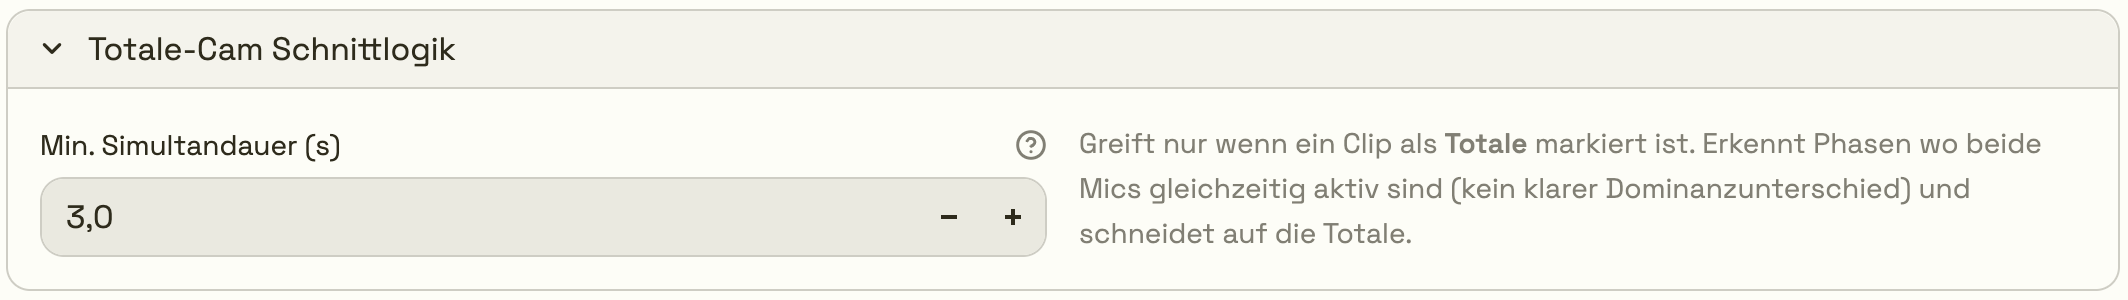 Totale-Cam Schnittlogik
Min. Simultandauer (s)
3,0
Greift nur wenn ein Clip als Totale markiert ist. Erkennt Phasen wo beide
Mics gleichzeitig aktiv sind (kein klarer Dominanzunterschied) und
schneidet auf die Totale.